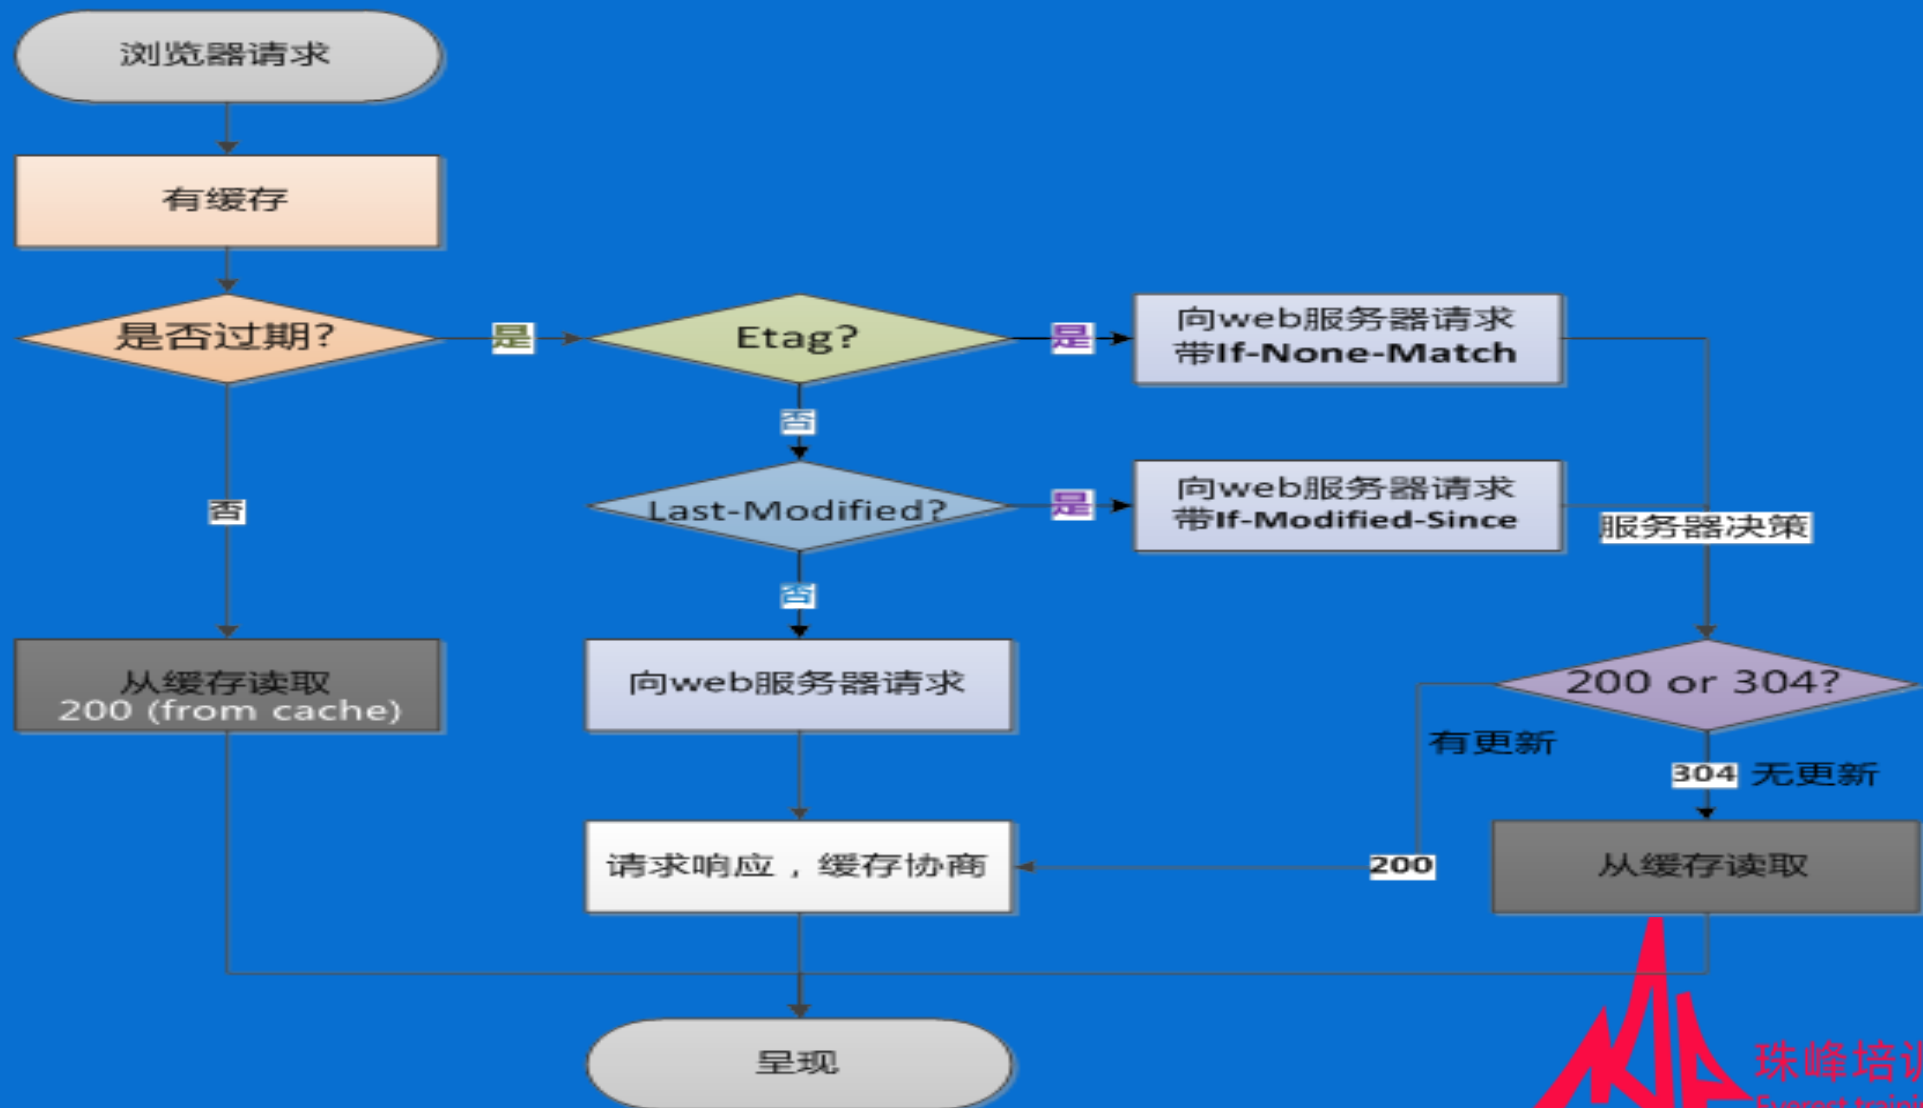 浏览器请求
有缓存
是否过期?
是
Etag?
是
向web服务器请求
带If-None-Match
否
Last-Modified?
是
向web服务器请求
带If-Modified-Since
服务器决策
否
否
从缓存读取
200 (from cache)
向web服务器请求
200 or 304?
有更新
304 无更新
请求响应，缓存协商
200
从缓存读取
呈现
珠峰培训